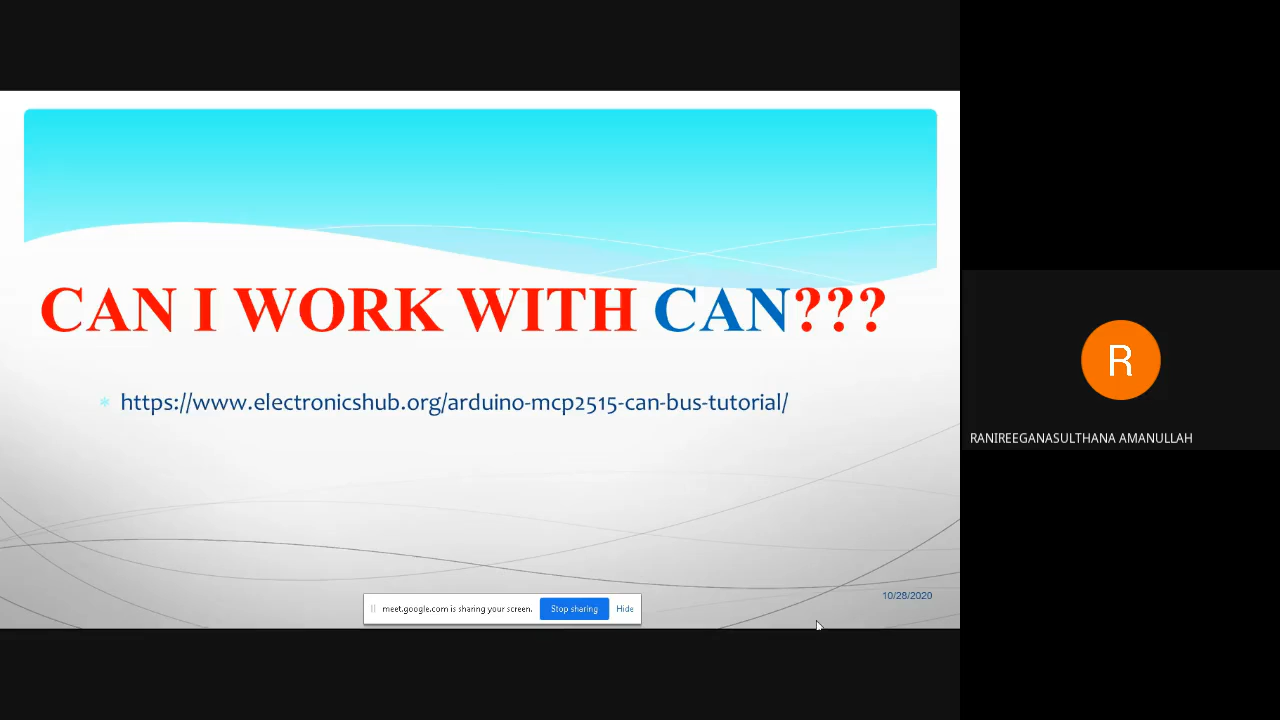 CAN I WORK WITH CAN???
* https://www.electronicshub.org/arduino-mcp2515-can-bus-tutorial/
10/28/2020
meet.google.com is sharing your screen. Stop sharing Hide
R
RANIREEGANASULTHANA AMANULLAH